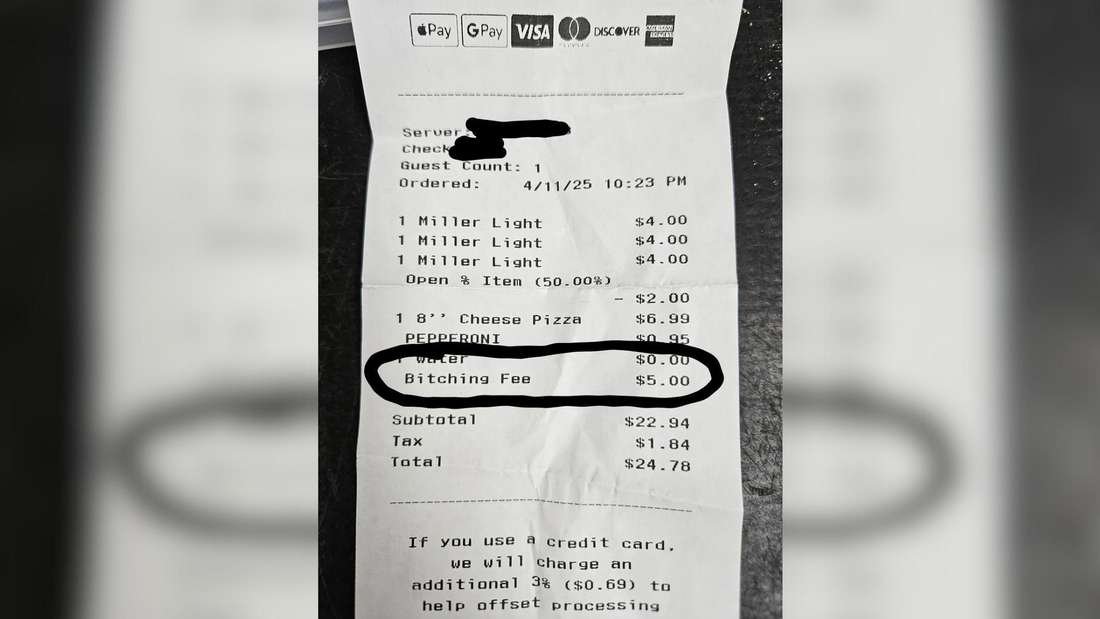 Pay G Pay VISA DISCOVER
Server:
Check
Guest Count: 1
Ordered: 4/11/25 10:23 PM
1 Miller Light $4.00
1 Miller Light $4.00
1 Miller Light $4.00
Open % Item (50.00%)
- $2.00
1 8'' Cheese Pizza $6.99
PEPPERONI $0.95
1 water $0.00
Bitching Fee $5.00
Subtotal $22.94
Tax $1.84
Total $24.78
If you use a credit card,
we will charge an
additional 3% ($0.69) to
help offset processing